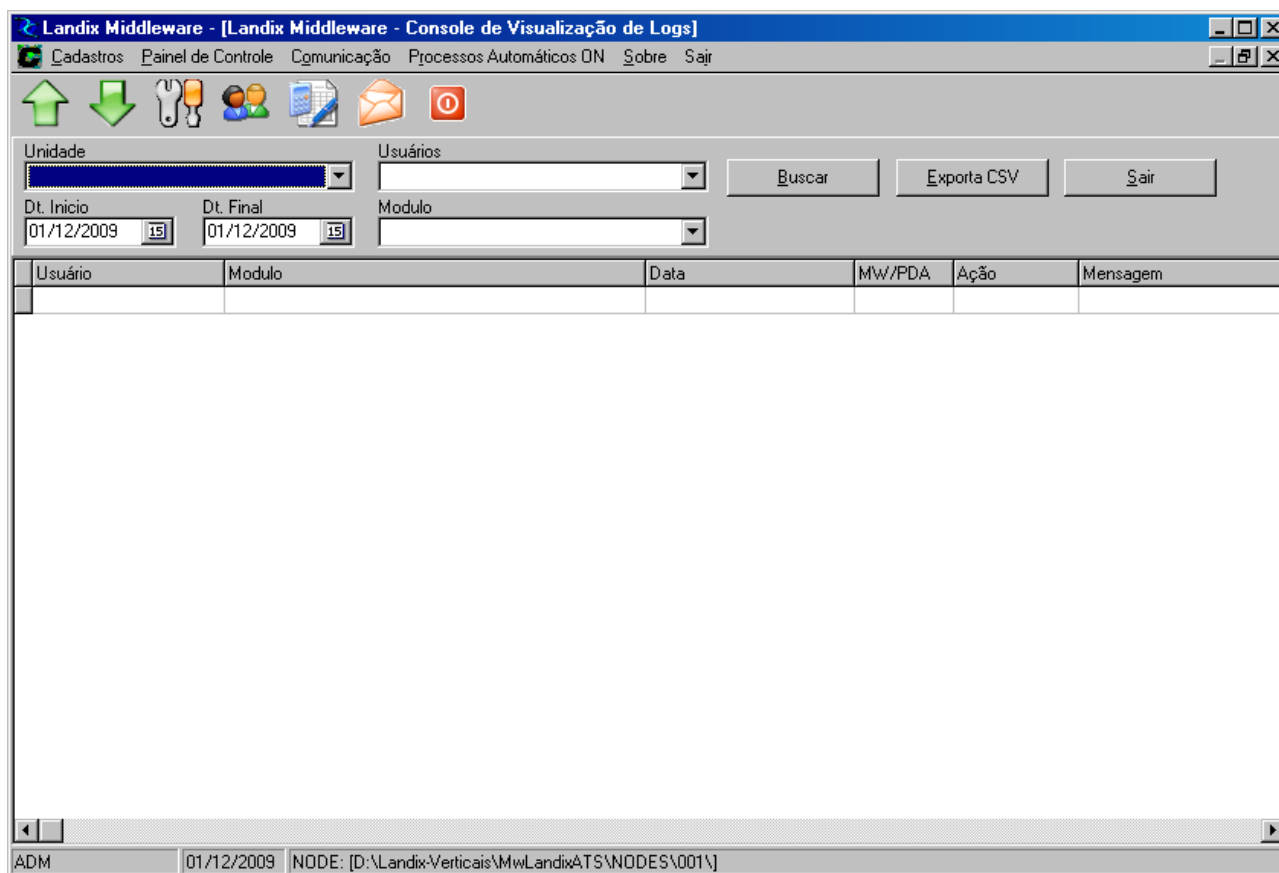 Landix Middleware - [Landix Middleware - Console de Visualização de Logs]
Cadastros Painel de Controle Comunicação Processos Automáticos ON Sobre Sair
Unidade Usuários
Buscar Exporta CSV Sair
Dt. Inicio Dt. Final Modulo
01/12/2009 15 01/12/2009 15
Usuário Modulo Data MW/PDA Ação Mensagem
ADM 01/12/2009 NODE: [D:\Landix-Verticais\MwLandixATS\NODES\001\]